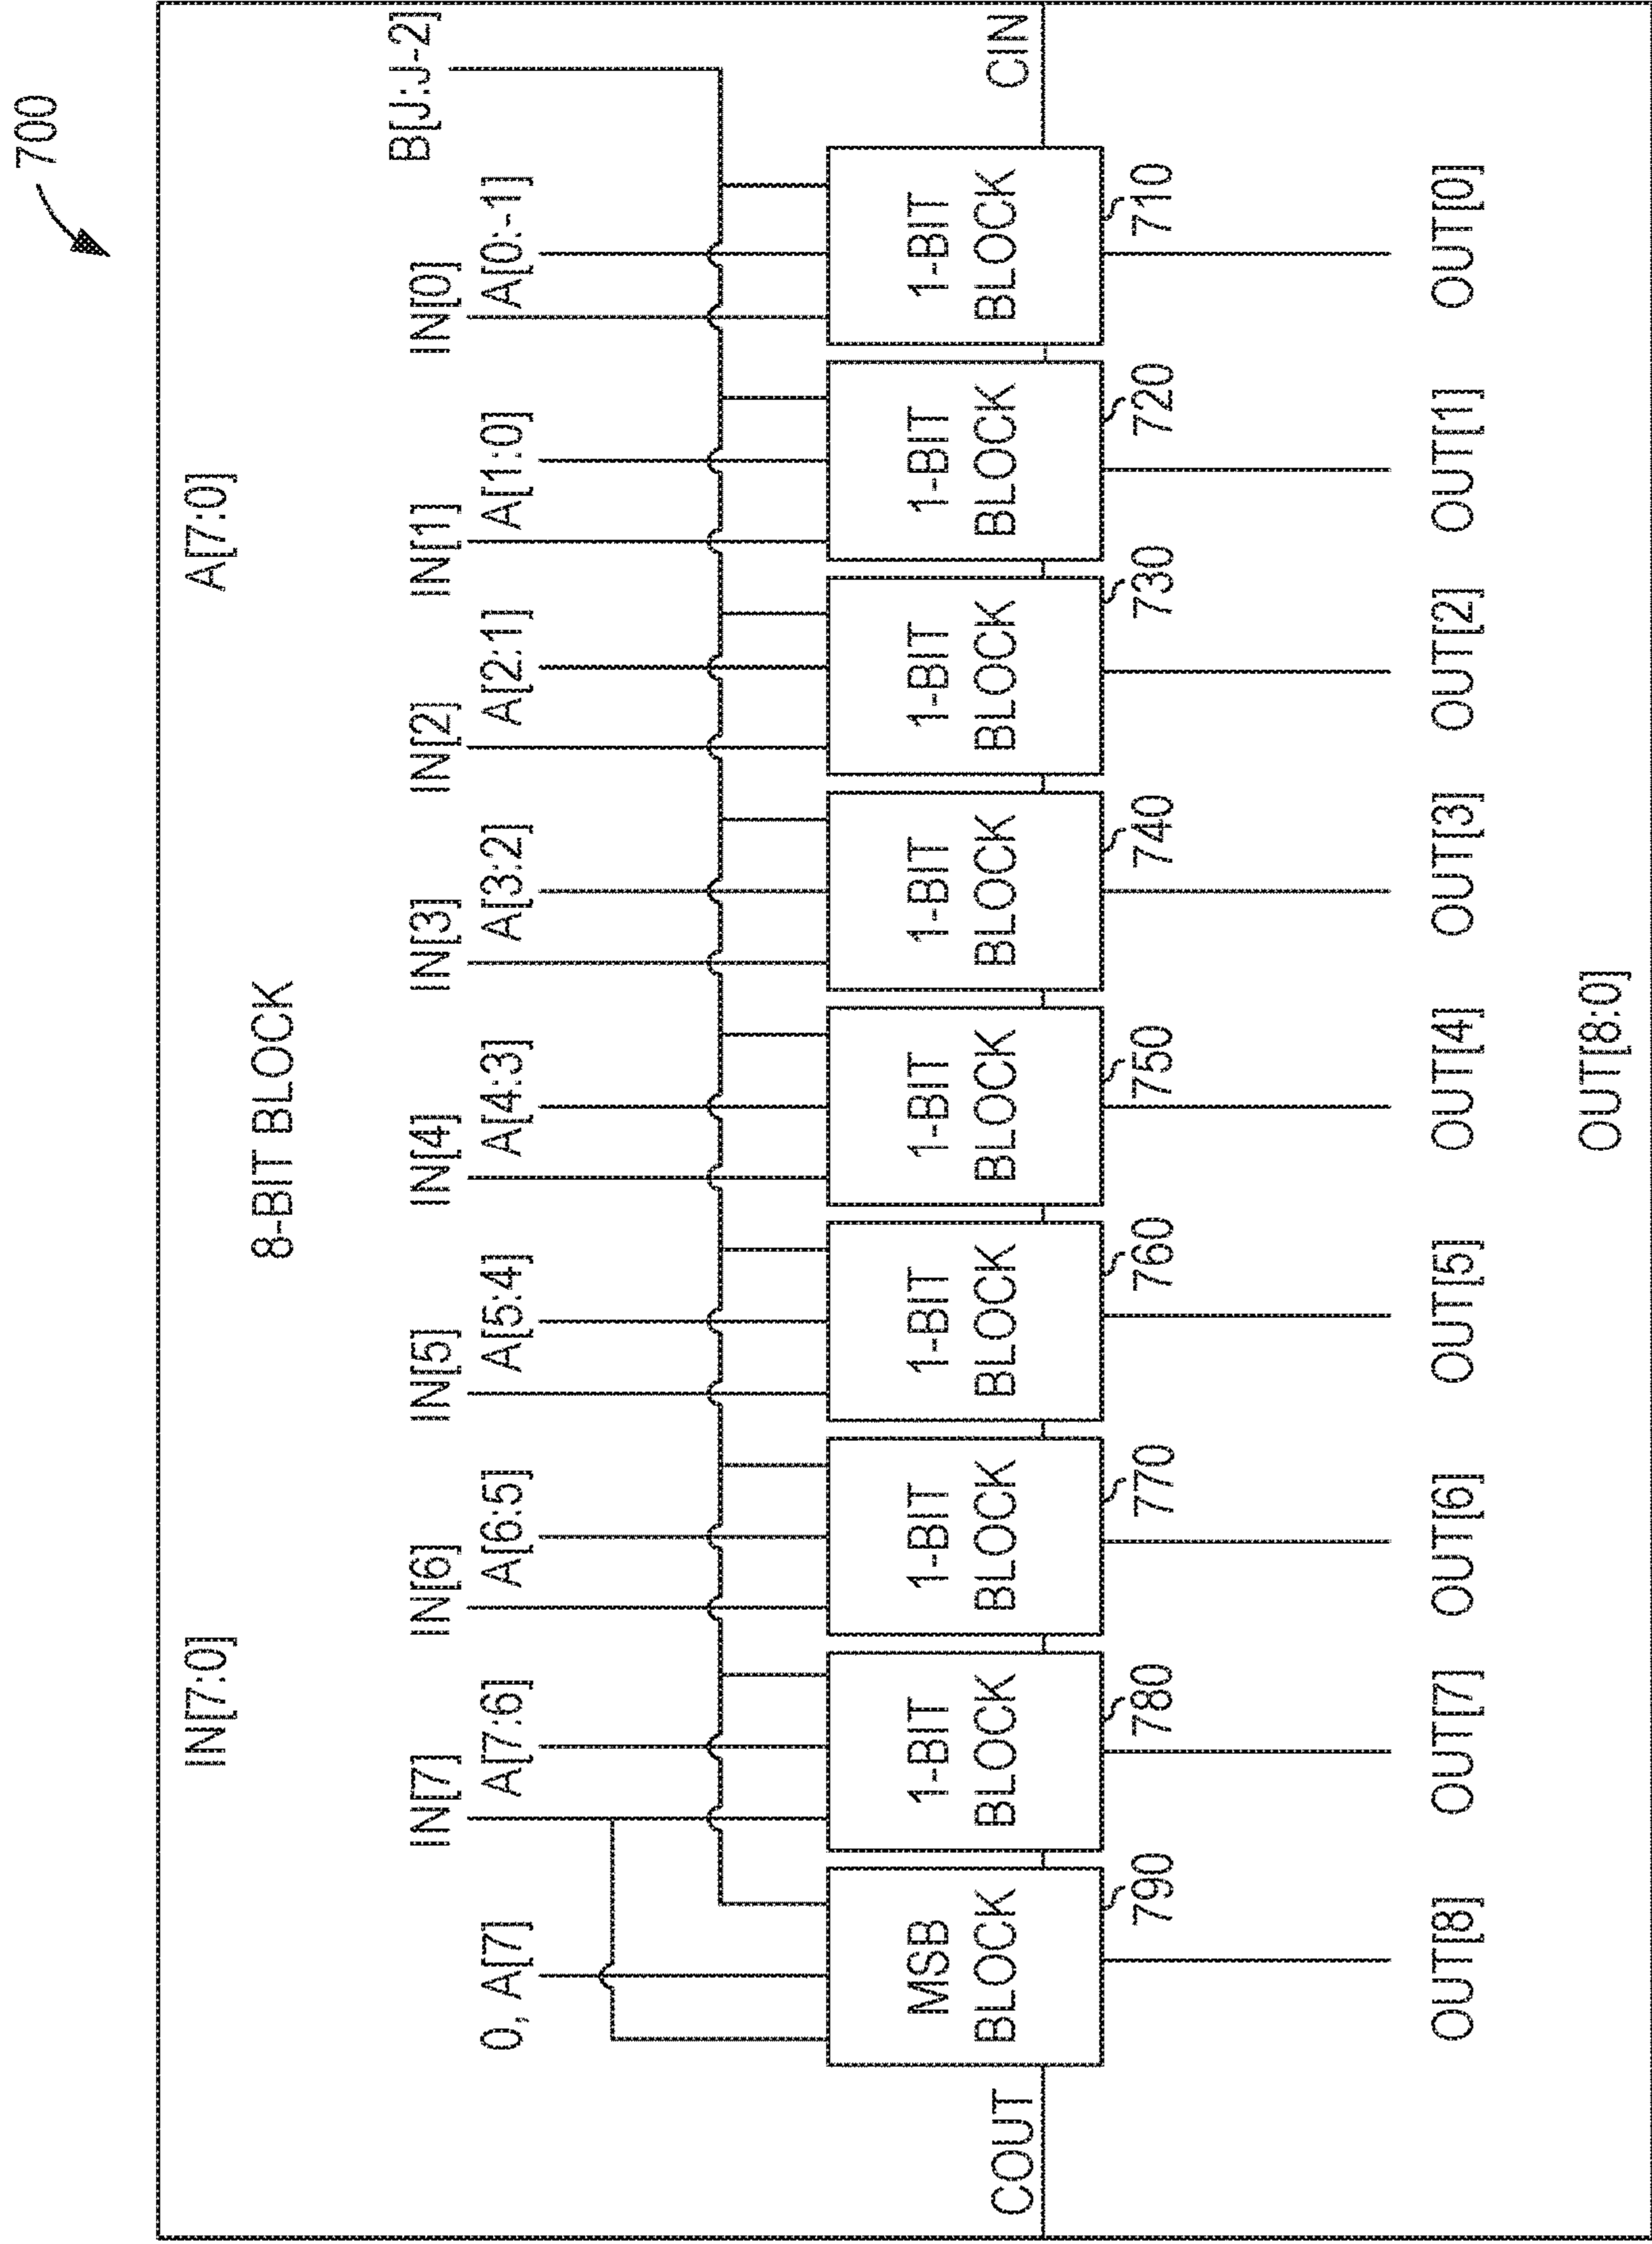 700
IN[7:0]
A[7:0]
8-BIT BLOCK
B[J:J-2]
IN[7]
IN[6]
IN[5]
IN[4]
IN[3]
IN[2]
IN[1]
IN[0]
0, A[7]
A[7:6]
A[6:5]
A[5:4]
A[4:3]
A[3:2]
A[2:1]
A[1:0]
A[0:-1]
COUT
MSB
BLOCK
1-BIT
BLOCK
1-BIT
BLOCK
1-BIT
BLOCK
1-BIT
BLOCK
1-BIT
BLOCK
1-BIT
BLOCK
1-BIT
BLOCK
1-BIT
BLOCK
CIN
790
780
770
760
750
740
730
720
710
OUT[8]
OUT[7]
OUT[6]
OUT[5]
OUT[4]
OUT[3]
OUT[2]
OUT[1]
OUT[0]
OUT[8:0]